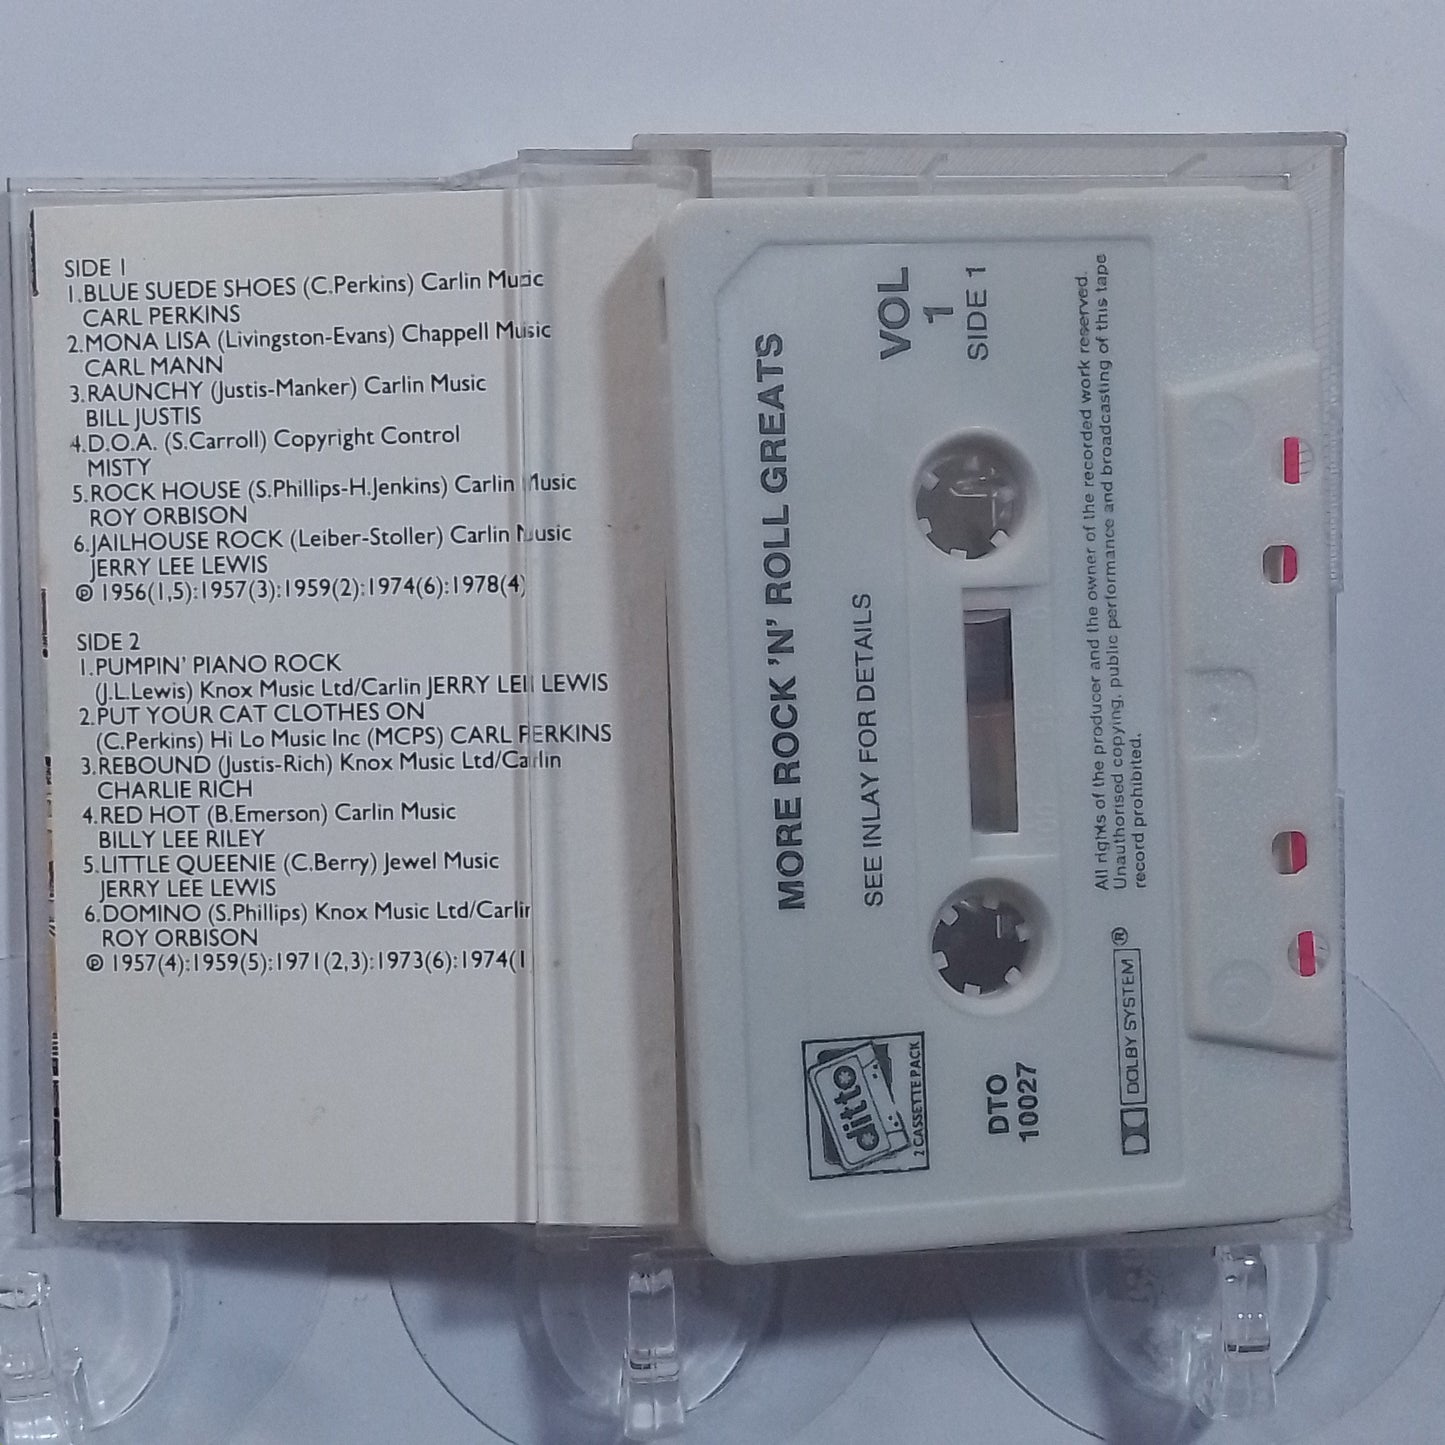 SIDE 1
1.BLUE SUEDE SHOES (C.Perkins) Carlin Music
CARL PERKINS
2.MONA LISA (Livingston-Evans) Chappell Music
CARL MANN
3.RAUNCHY (Justis-Manker) Carlin Music
BILL JUSTIS
4.D.O.A. (S.Carroll) Copyright Control
MISTY
5.ROCK HOUSE (S.Phillips-H.Jenkins) Carlin Music
ROY ORBISON
6.JAILHOUSE ROCK (Leiber-Stoller) Carlin Music
JERRY LEE LEWIS
℗ 1956(1,5):1957(3):1959(2):1974(6):1978(4)
SIDE 2
1.PUMPIN' PIANO ROCK
(J.L.Lewis) Knox Music Ltd/Carlin JERRY LEE LEWIS
2.PUT YOUR CAT CLOTHES ON
(C.Perkins) Hi Lo Music Inc (MCPS) CARL PERKINS
3.REBOUND (Justis-Rich) Knox Music Ltd/Carlin
CHARLIE RICH
4.RED HOT (B.Emerson) Carlin Music
BILLY LEE RILEY
5.LITTLE QUEENIE (C.Berry) Jewel Music
JERRY LEE LEWIS
6.DOMINO (S.Phillips) Knox Music Ltd/Carlin
ROY ORBISON
℗ 1957(4):1959(5):1971(2,3):1973(6):1974(1
MORE ROCK 'N' ROLL GREATS
SEE INLAY FOR DETAILS
VOL
1
SIDE 1
ditto
2 CASSETTE PACK
DTO
10027
DOLBY SYSTEM ®
All rights of the producer and the owner of the recorded work reserved.
Unauthorised copying, public performance and broadcasting of this tape
record prohibited.